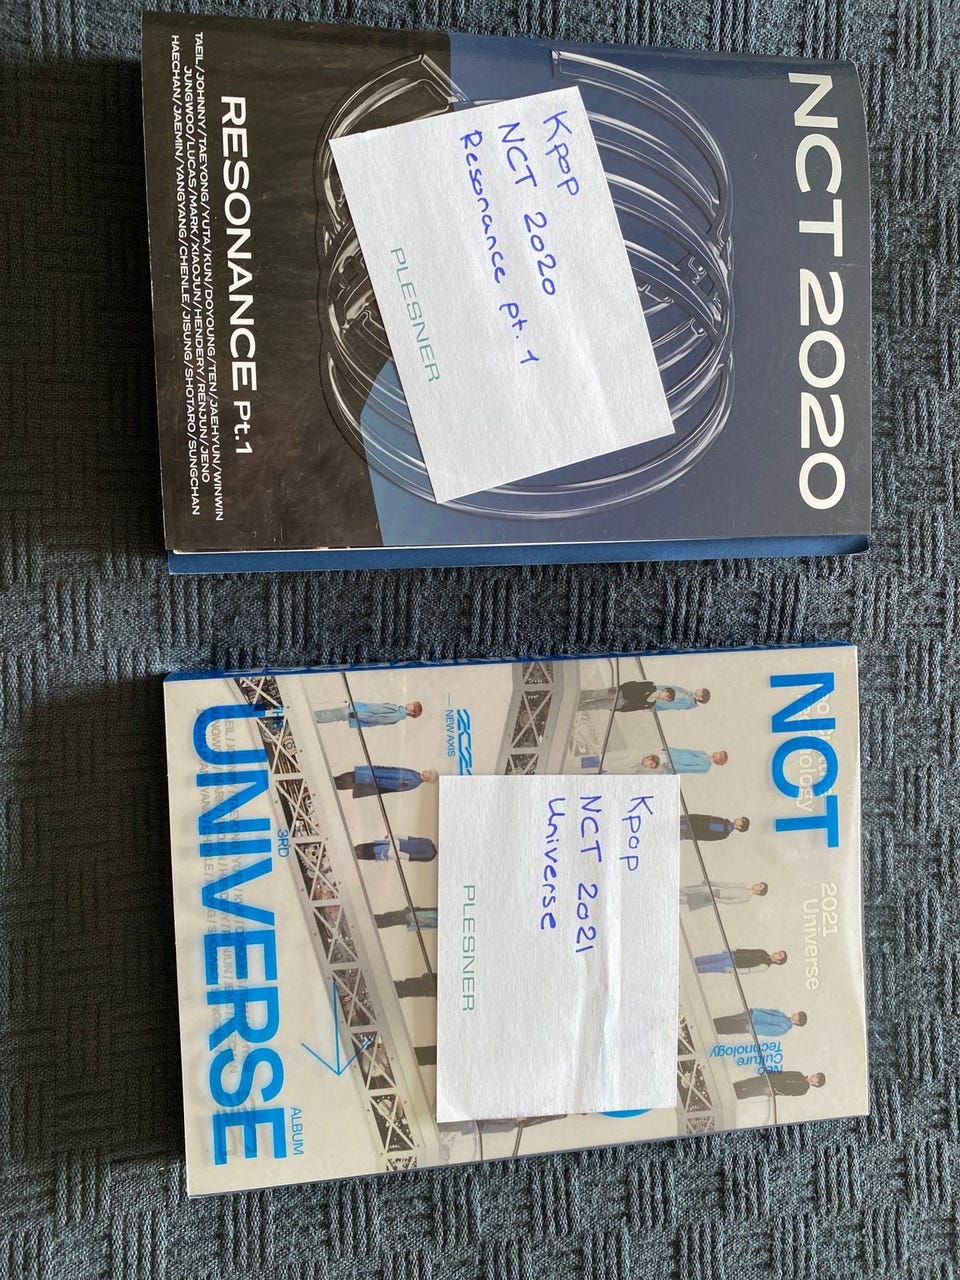 NCT 2020
Kpop
NCT 2020
Resonance pt. 1
PLESNER
RESONANCE Pt.1
TAEIL/JOHNNY/TAEYONG/YUTA/KUN/DOYOUNG/TEN/JAEHYUN/WINWIN
JUNGWOO/LUCAS/MARK/XIAOJUN/HENDERY/RENJUN/JENO
HAECHAN/JAEMIN/YANGYANG/CHENLE/JISUNG/SHOTARO/SUNGCHAN
NCT
2021
Universe
Neo
Culture
Technology
Kpop
NCT 2021
Universe
PLESNER
NEW AXIS
3RD
ALBUM
UNIVERSE